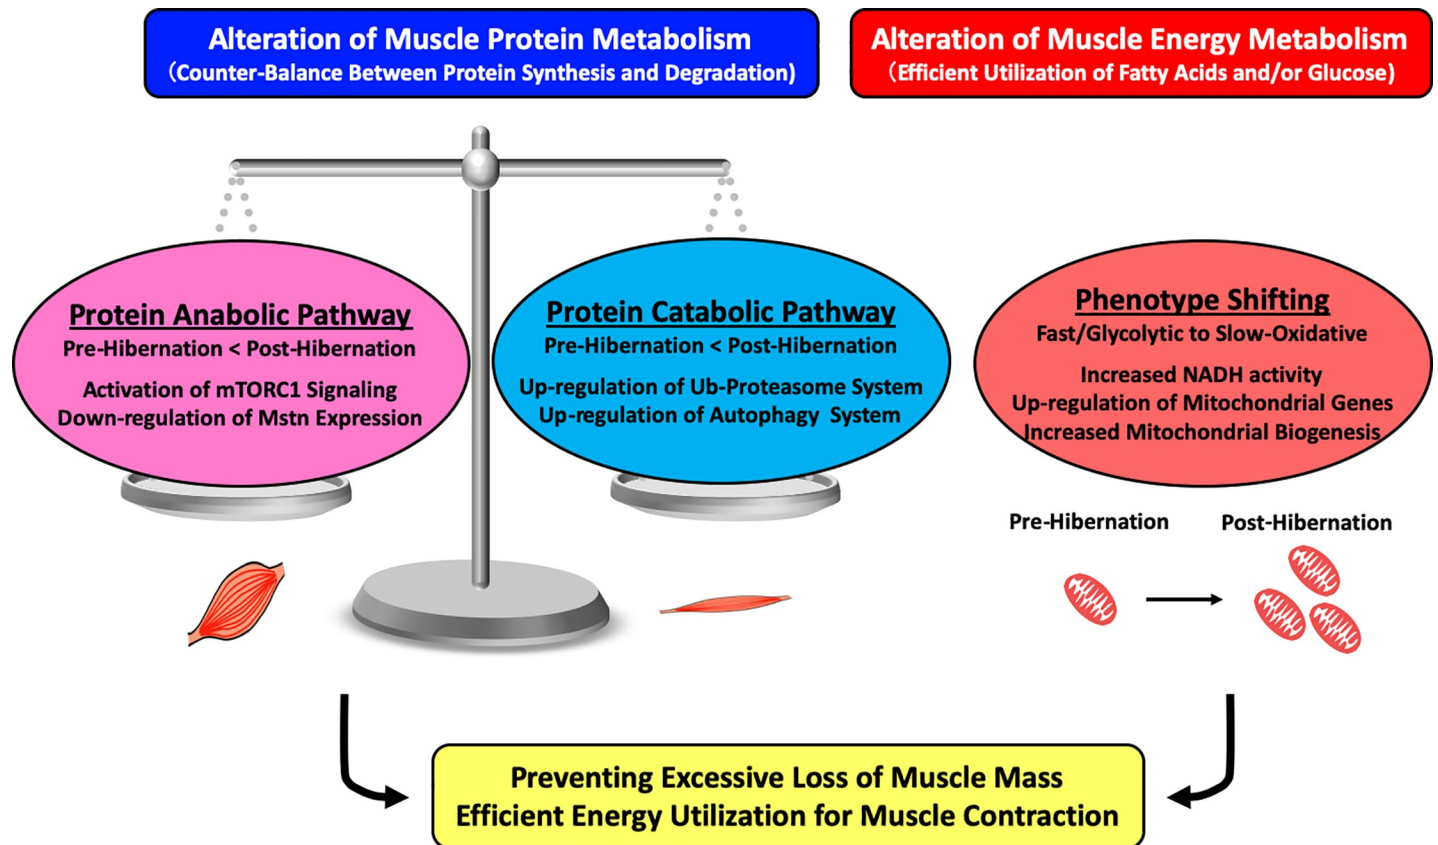 Alteration of Muscle Protein Metabolism
(Counter-Balance Between Protein Synthesis and Degradation)
Alteration of Muscle Energy Metabolism
(Efficient Utilization of Fatty Acids and/or Glucose)
Protein Anabolic Pathway
Pre-Hibernation < Post-Hibernation
Activation of mTORC1 Signaling
Down-regulation of Mstn Expression
Protein Catabolic Pathway
Pre-Hibernation < Post-Hibernation
Up-regulation of Ub-Proteasome System
Up-regulation of Autophagy System
Phenotype Shifting
Fast/Glycolytic to Slow-Oxidative
Increased NADH activity
Up-regulation of Mitochondrial Genes
Increased Mitochondrial Biogenesis
Pre-Hibernation
Post-Hibernation
Preventing Excessive Loss of Muscle Mass
Efficient Energy Utilization for Muscle Contraction